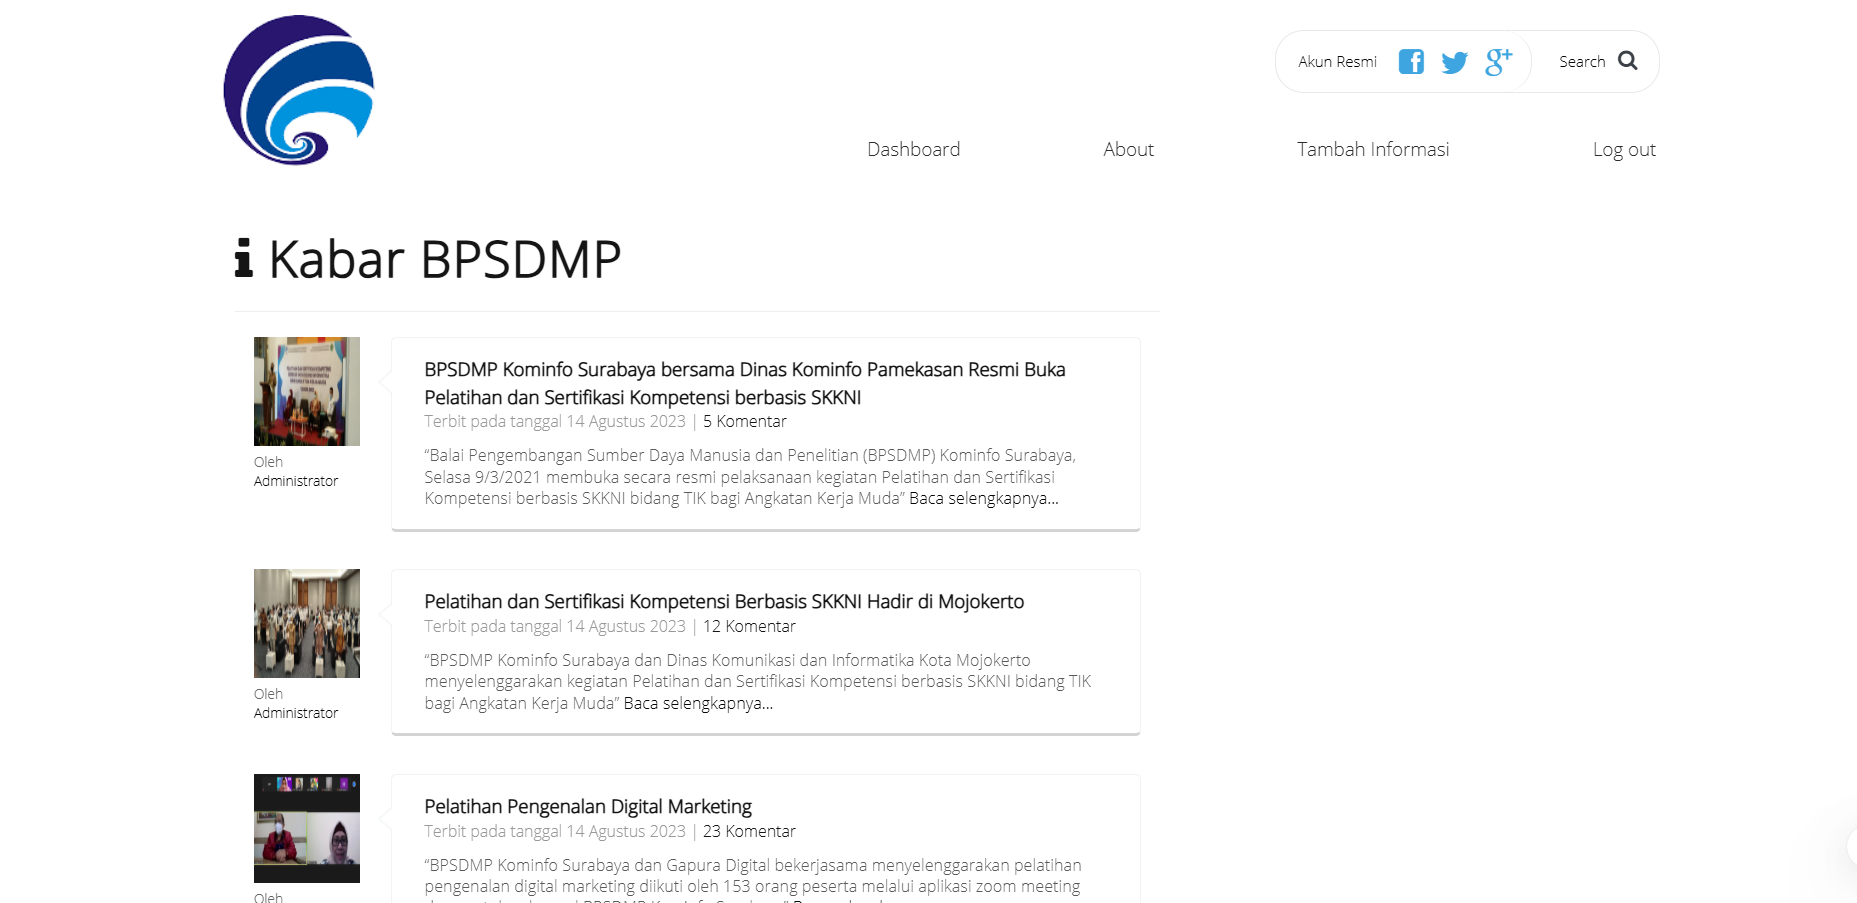 Akun Resmi
Search
Dashboard
About
Tambah Informasi
Log out
Kabar BPSDMP
BPSDMP Kominfo Surabaya bersama Dinas Kominfo Pamekasan Resmi Buka
Pelatihan dan Sertifikasi Kompetensi berbasis SKKNI
Terbit pada tanggal 14 Agustus 2023 | 5 Komentar
“Balai Pengembangan Sumber Daya Manusia dan Penelitian (BPSDMP) Kominfo Surabaya,
Selasa 9/3/2021 membuka secara resmi pelaksanaan kegiatan Pelatihan dan Sertifikasi
Kompetensi berbasis SKKNI bidang TIK bagi Angkatan Kerja Muda” Baca selengkapnya...
Oleh
Administrator
Pelatihan dan Sertifikasi Kompetensi Berbasis SKKNI Hadir di Mojokerto
Terbit pada tanggal 14 Agustus 2023 | 12 Komentar
“BPSDMP Kominfo Surabaya dan Dinas Komunikasi dan Informatika Kota Mojokerto
menyelenggarakan kegiatan Pelatihan dan Sertifikasi Kompetensi berbasis SKKNI bidang TIK
bagi Angkatan Kerja Muda” Baca selengkapnya...
Oleh
Administrator
Pelatihan Pengenalan Digital Marketing
Terbit pada tanggal 14 Agustus 2023 | 23 Komentar
“BPSDMP Kominfo Surabaya dan Gapura Digital bekerjasama menyelenggarakan pelatihan
pengenalan digital marketing diikuti oleh 153 orang peserta melalui aplikasi zoom meeting
Oleh